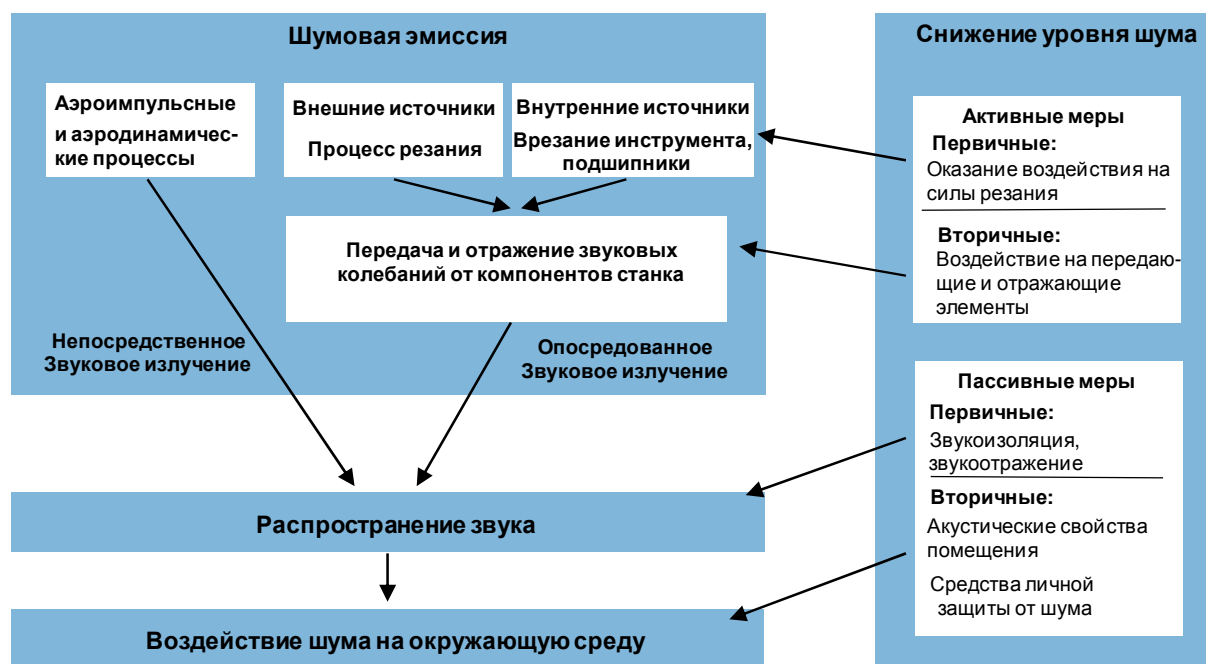 Шумовая эмиссия
Аэроимпульсные
и аэродинамичес-
кие процессы
Внешние источники
Процесс резания
Внутренние источники
Врезание инструмента,
подшипники
Передача и отражение звуковых
колебаний от компонентов станка
Непосредственное
Звуковое излучение
Опосредованное
Звуковое излучение
Распространение звука
Воздействие шума на окружающую среду
Снижение уровня шума
Активные меры
Первичные:
Оказание воздействия на
силы резания
Вторичные:
Воздействие на передаю-
щие и отражающие
элементы
Пассивные меры
Первичные:
Звукоизоляция,
звукоотражение
Вторичные:
Акустические свойства
помещения
Средства личной
защиты от шума